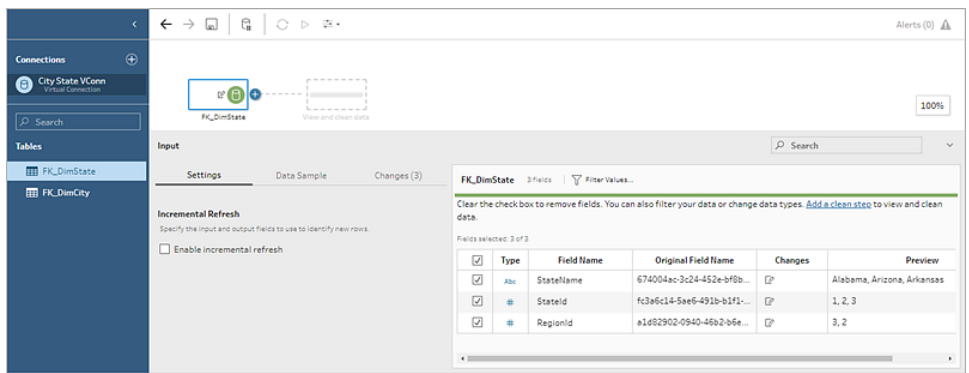 Alerts (0)
Connections
City State VConn
Virtual Connection
Search
Tables
FK_DimState
FK_DimCity
FK_DimState
View and clean data
100%
Input
Search
Settings
Data Sample
Changes (3)
Incremental Refresh
Specify the input and output fields to use to identify new rows.
Enable incremental refresh
FK_DimState 3 fields Filter Values...
Clear the check box to remove fields. You can also filter your data or change data types. Add a clean step to view and clean
data.
Fields selected: 3 of 3
Type Field Name Original Field Name Changes Preview
Abc StateName 674004ac-3c24-452e-bf8b... Alabama, Arizona, Arkansas
# StateId fc3a6c14-5ae6-491b-b1f1-... 1, 2, 3
# RegionId a1d82902-0940-46b2-b6e... 3, 2